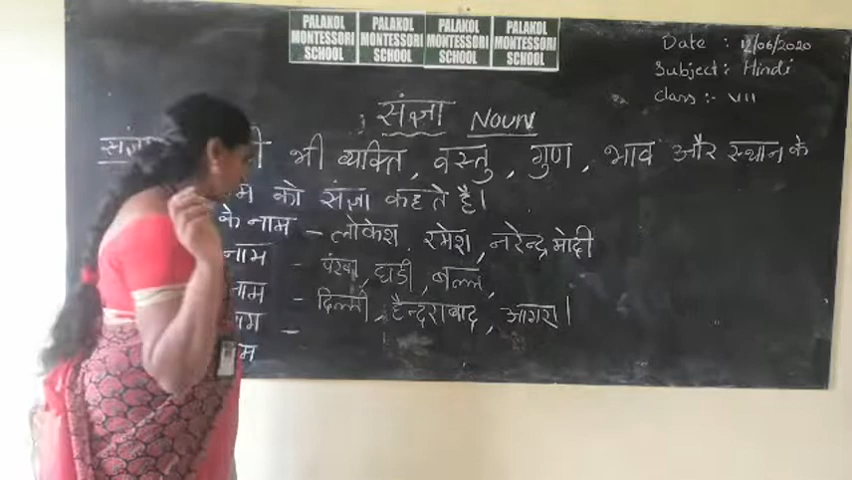 PALAKOL MONTESSORI SCHOOL PALAKOL MONTESSORI SCHOOL PALAKOL MONTESSORI SCHOOL PALAKOL MONTESSORI SCHOOL
Date : 12/06/2020
Subject : Hindi
Class :- VII
संज्ञा NOUN
भी व्यक्ति, वस्तु, गुण, भाव और स्थान के
को संज्ञा कहते है।
के नाम - लोकेश, रमेश, नरेन्द्र मोदी
नाम - पंखा, घडी, बल्ल,
- दिल्ली, हैन्दराबाद, आगरा।
-